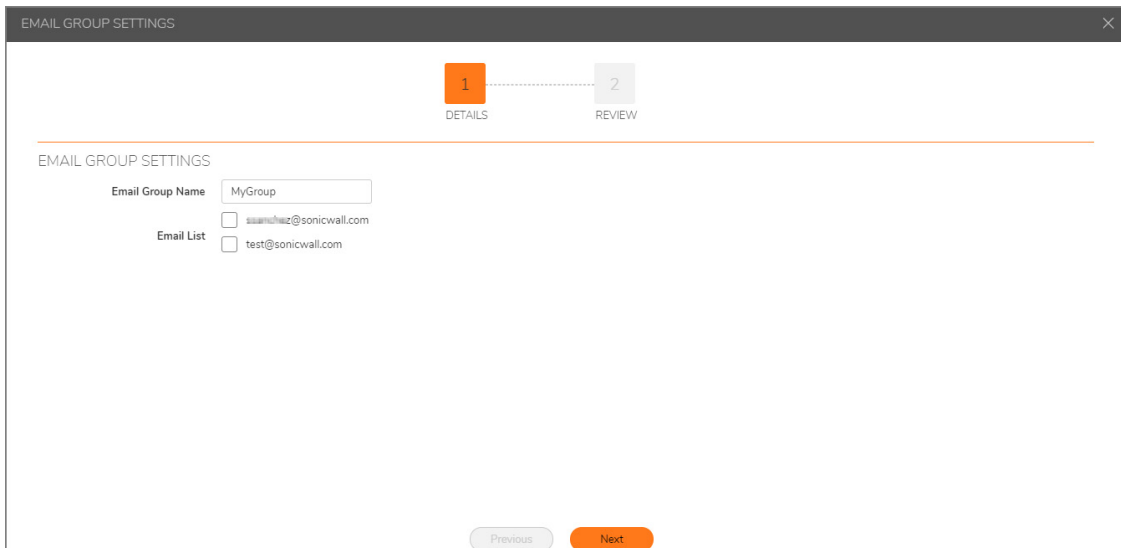 EMAIL GROUP SETTINGS
1
2
DETAILS
REVIEW
EMAIL GROUP SETTINGS
Email Group Name
MyGroup
Email List
@sonicwall.com
test@sonicwall.com
Previous
Next